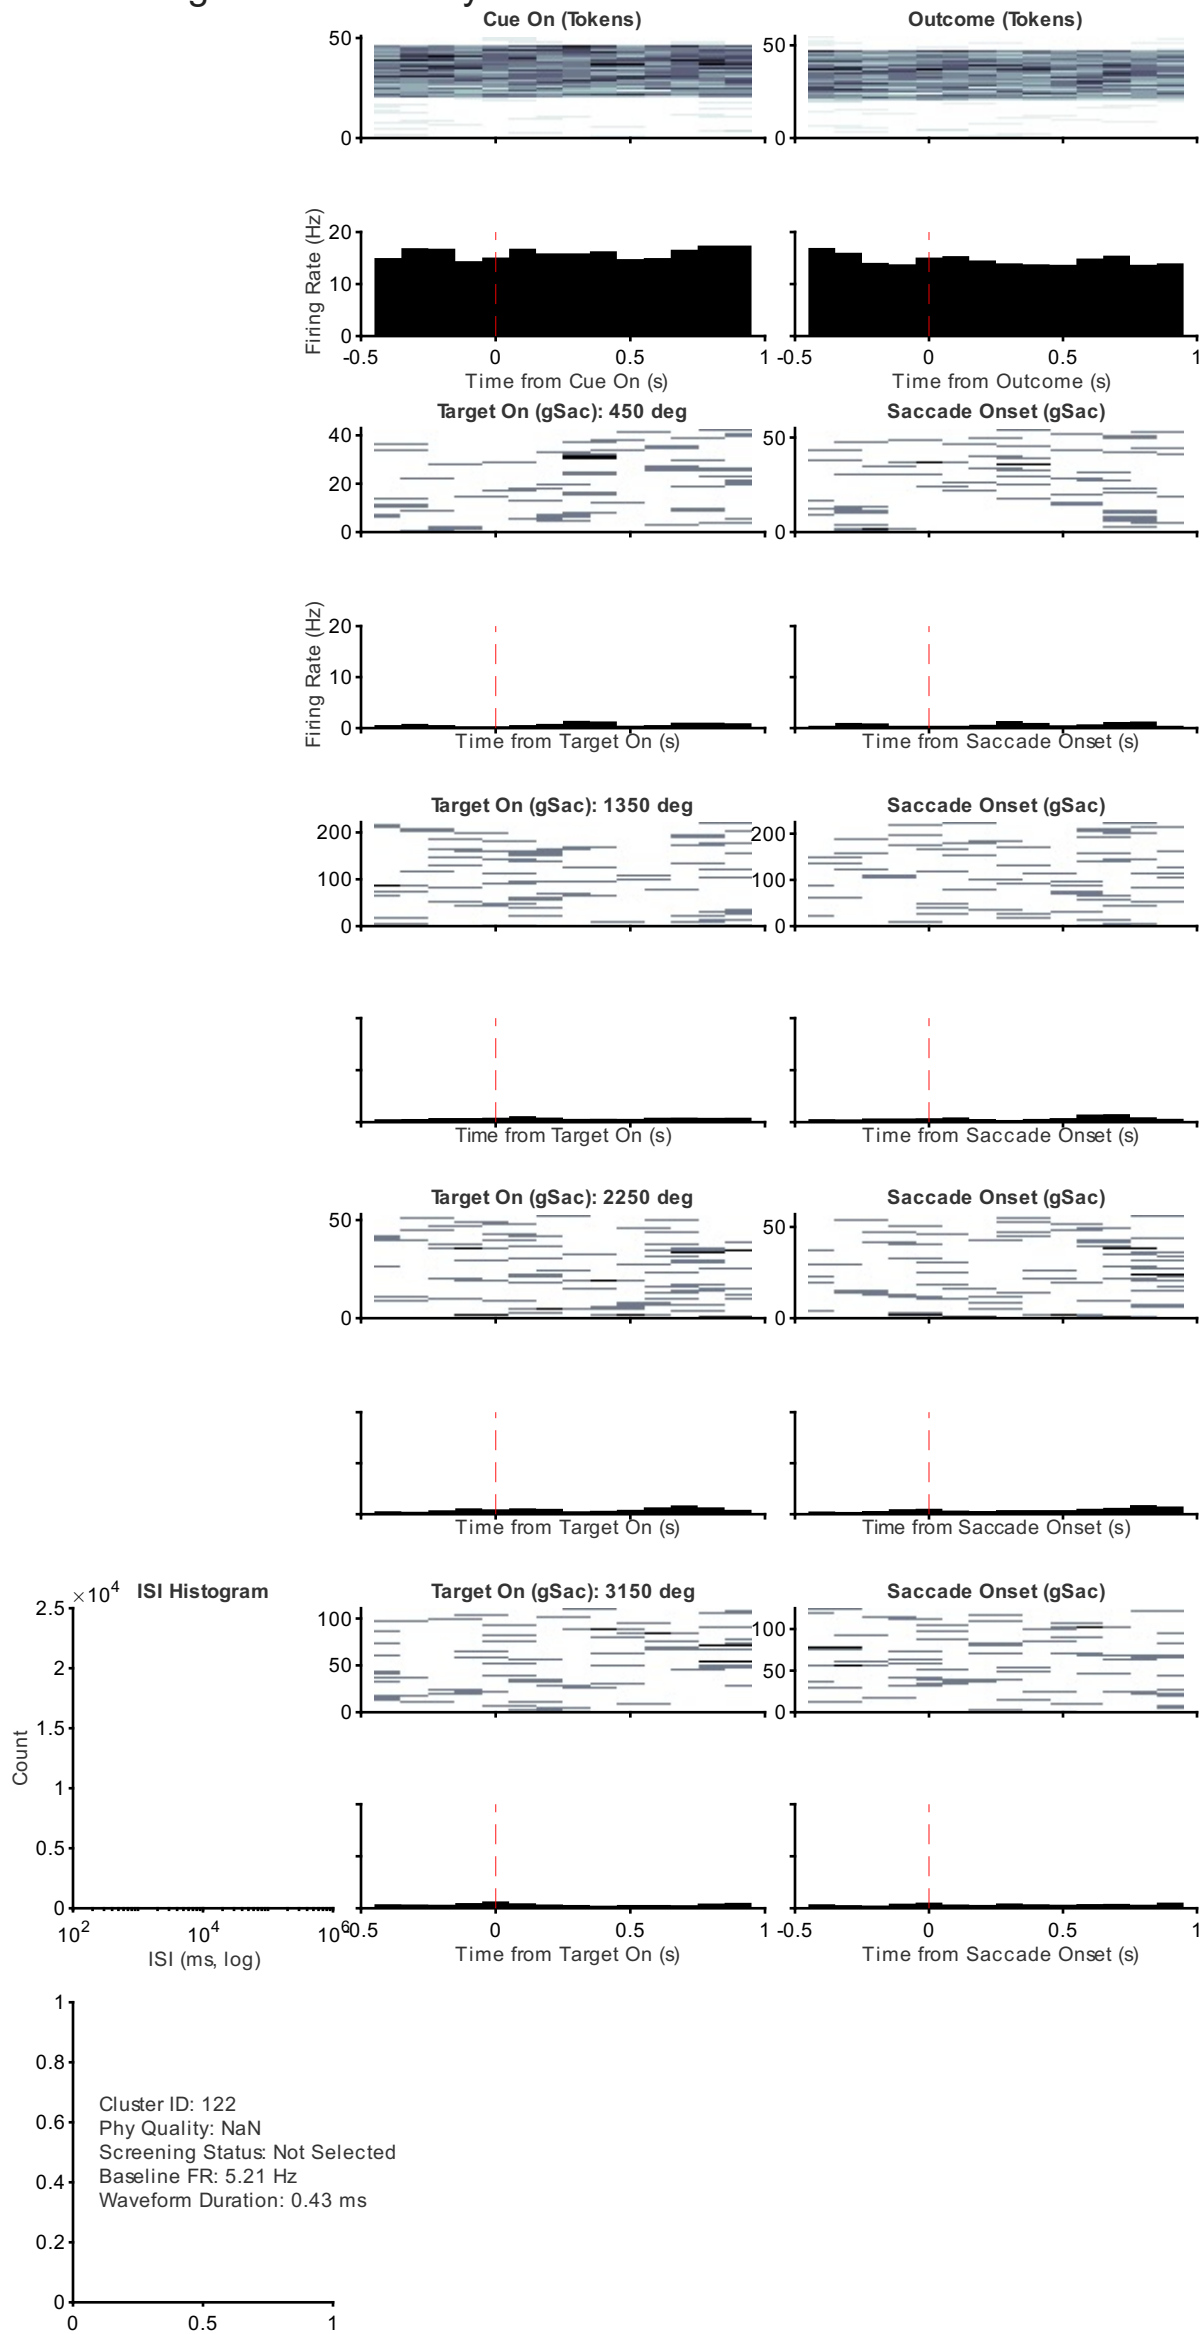 Cue On (Tokens)
Outcome (Tokens)
50
0
50
0
Firing Rate (Hz)
20
10
0
-0.5 0 0.5 1
Time from Cue On (s)
-0.5 0 0.5 1
Time from Outcome (s)
Target On (gSac): 450 deg
Saccade Onset (gSac)
40
20
0
50
0
Firing Rate (Hz)
20
10
0
Time from Target On (s)
Time from Saccade Onset (s)
Target On (gSac): 1350 deg
Saccade Onset (gSac)
200
100
0
200
100
0
Time from Target On (s)
Time from Saccade Onset (s)
Target On (gSac): 2250 deg
Saccade Onset (gSac)
50
0
50
0
Time from Target On (s)
Time from Saccade Onset (s)
×10⁴ ISI Histogram
2.5
2
1.5
1
0.5
0
Count
10² 10⁴ 10⁶
ISI (ms, log)
Target On (gSac): 3150 deg
Saccade Onset (gSac)
100
50
0
100
50
0
0.5 0 0.5 1
Time from Target On (s)
-0.5 0 0.5 1
Time from Saccade Onset (s)
1
0.8
0.6
0.4
0.2
0
Cluster ID: 122
Phy Quality: NaN
Screening Status: Not Selected
Baseline FR: 5.21 Hz
Waveform Duration: 0.43 ms
0 0.5 1